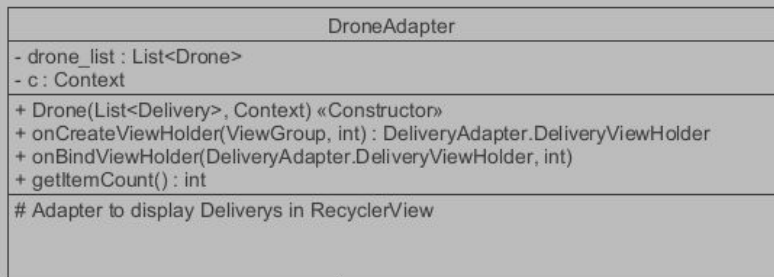 DroneAdapter
- drone_list : List<Drone>
- c : Context
+ Drone(List<Delivery>, Context) «Constructor»
+ onCreateViewHolder(ViewGroup, int) : DeliveryAdapter.DeliveryViewHolder
+ onBindViewHolder(DeliveryAdapter.DeliveryViewHolder, int)
+ getItemCount() : int
# Adapter to display Deliverys in RecyclerView